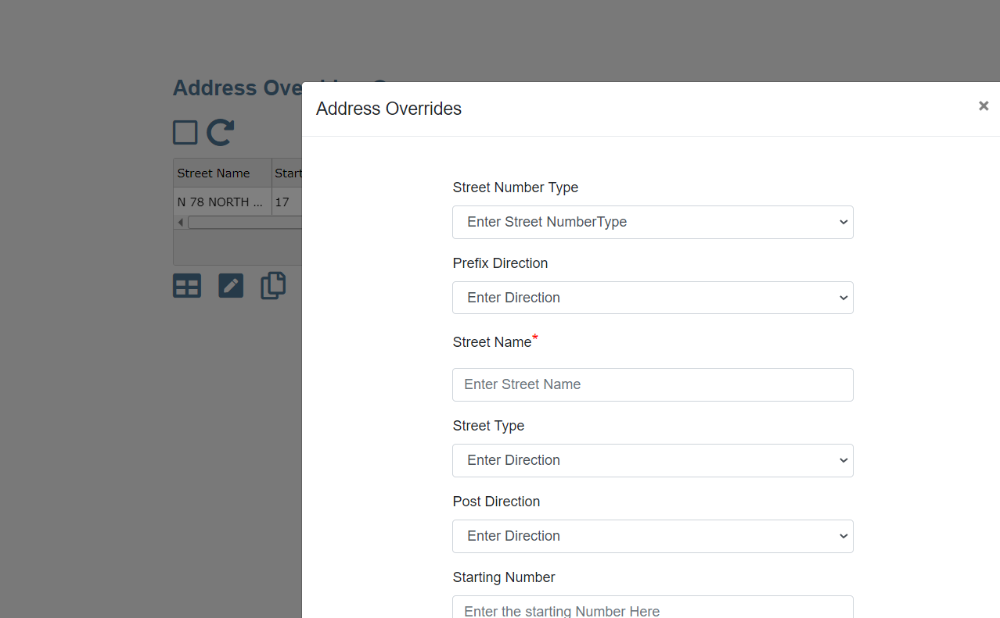 Address Ove
Address Overrides
×
Street Name Start
N 78 NORTH ... 17
Street Number Type
Enter Street NumberType
Prefix Direction
Enter Direction
Street Name*
Enter Street Name
Street Type
Enter Direction
Post Direction
Enter Direction
Starting Number
Enter the starting Number Here